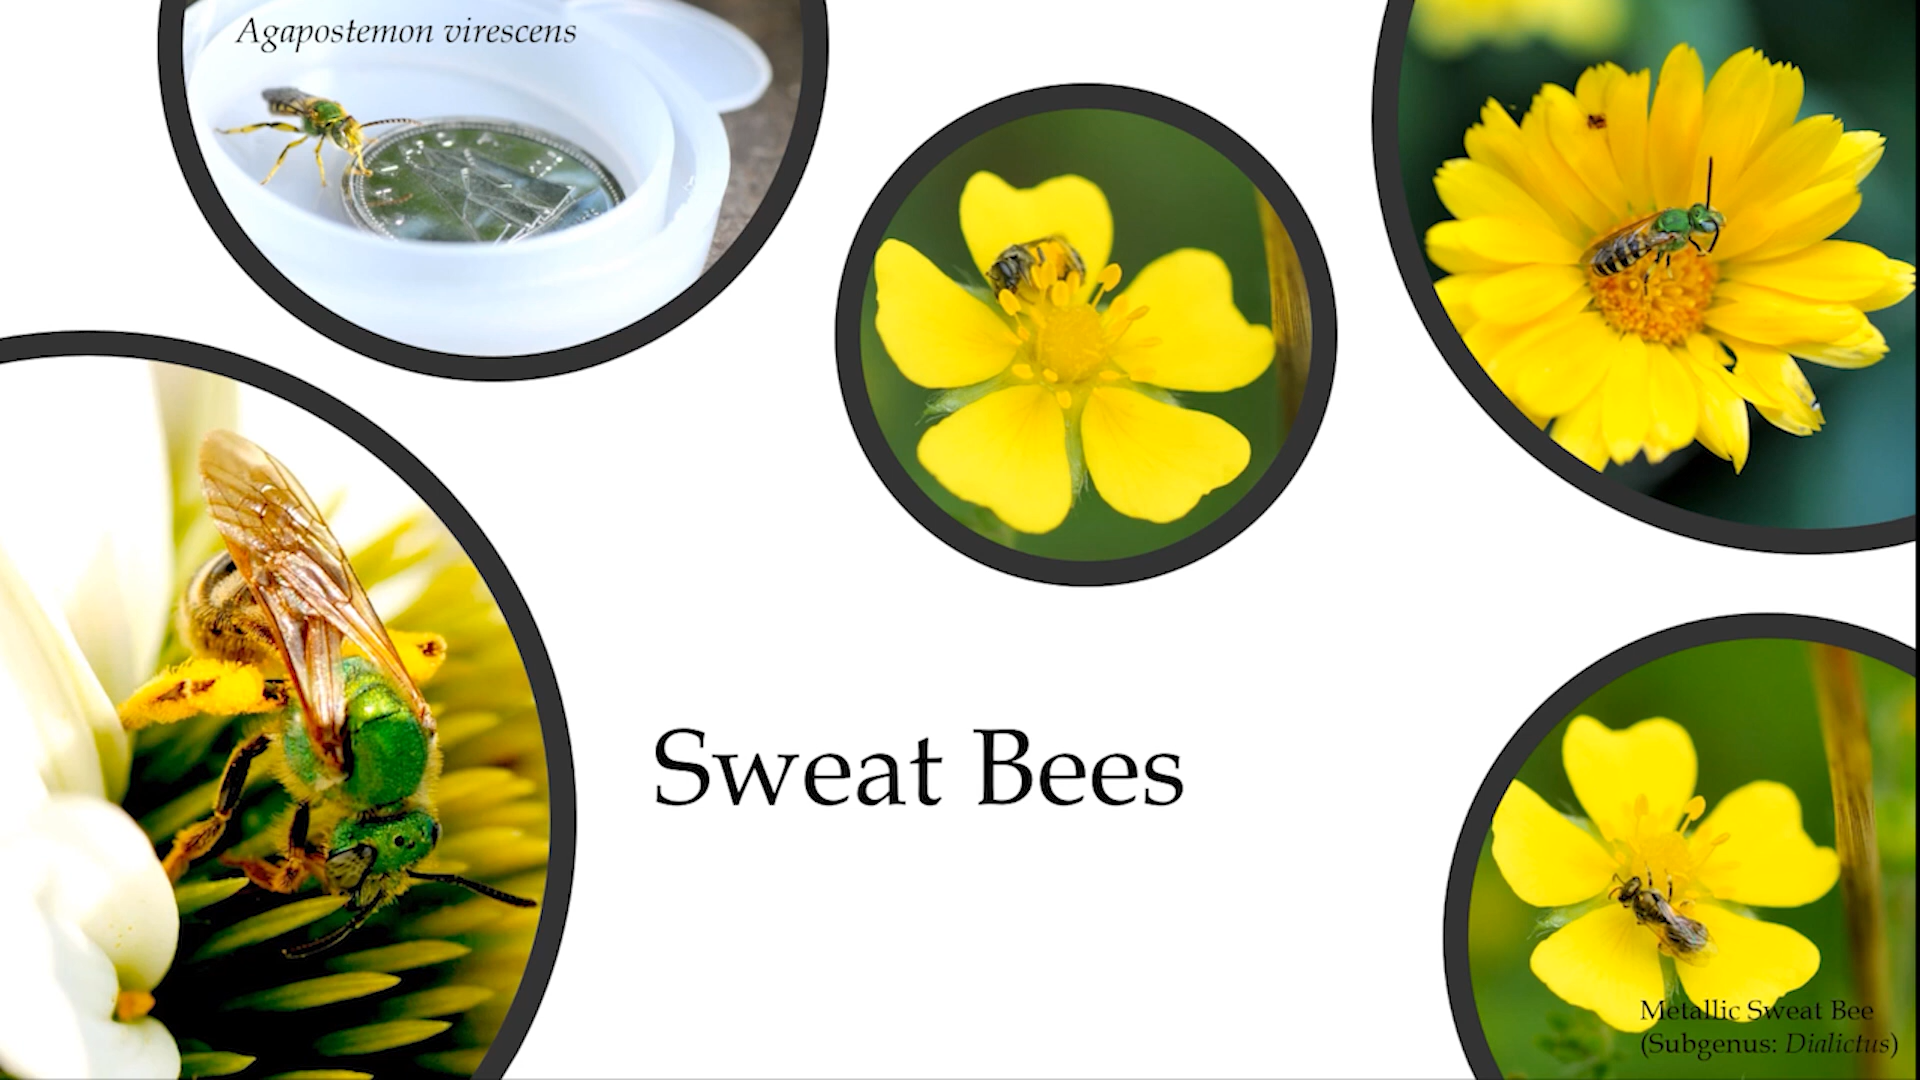 Agapostemon virescens
Sweat Bees
Metallic Sweat Bee
(Subgenus: Dialictus)